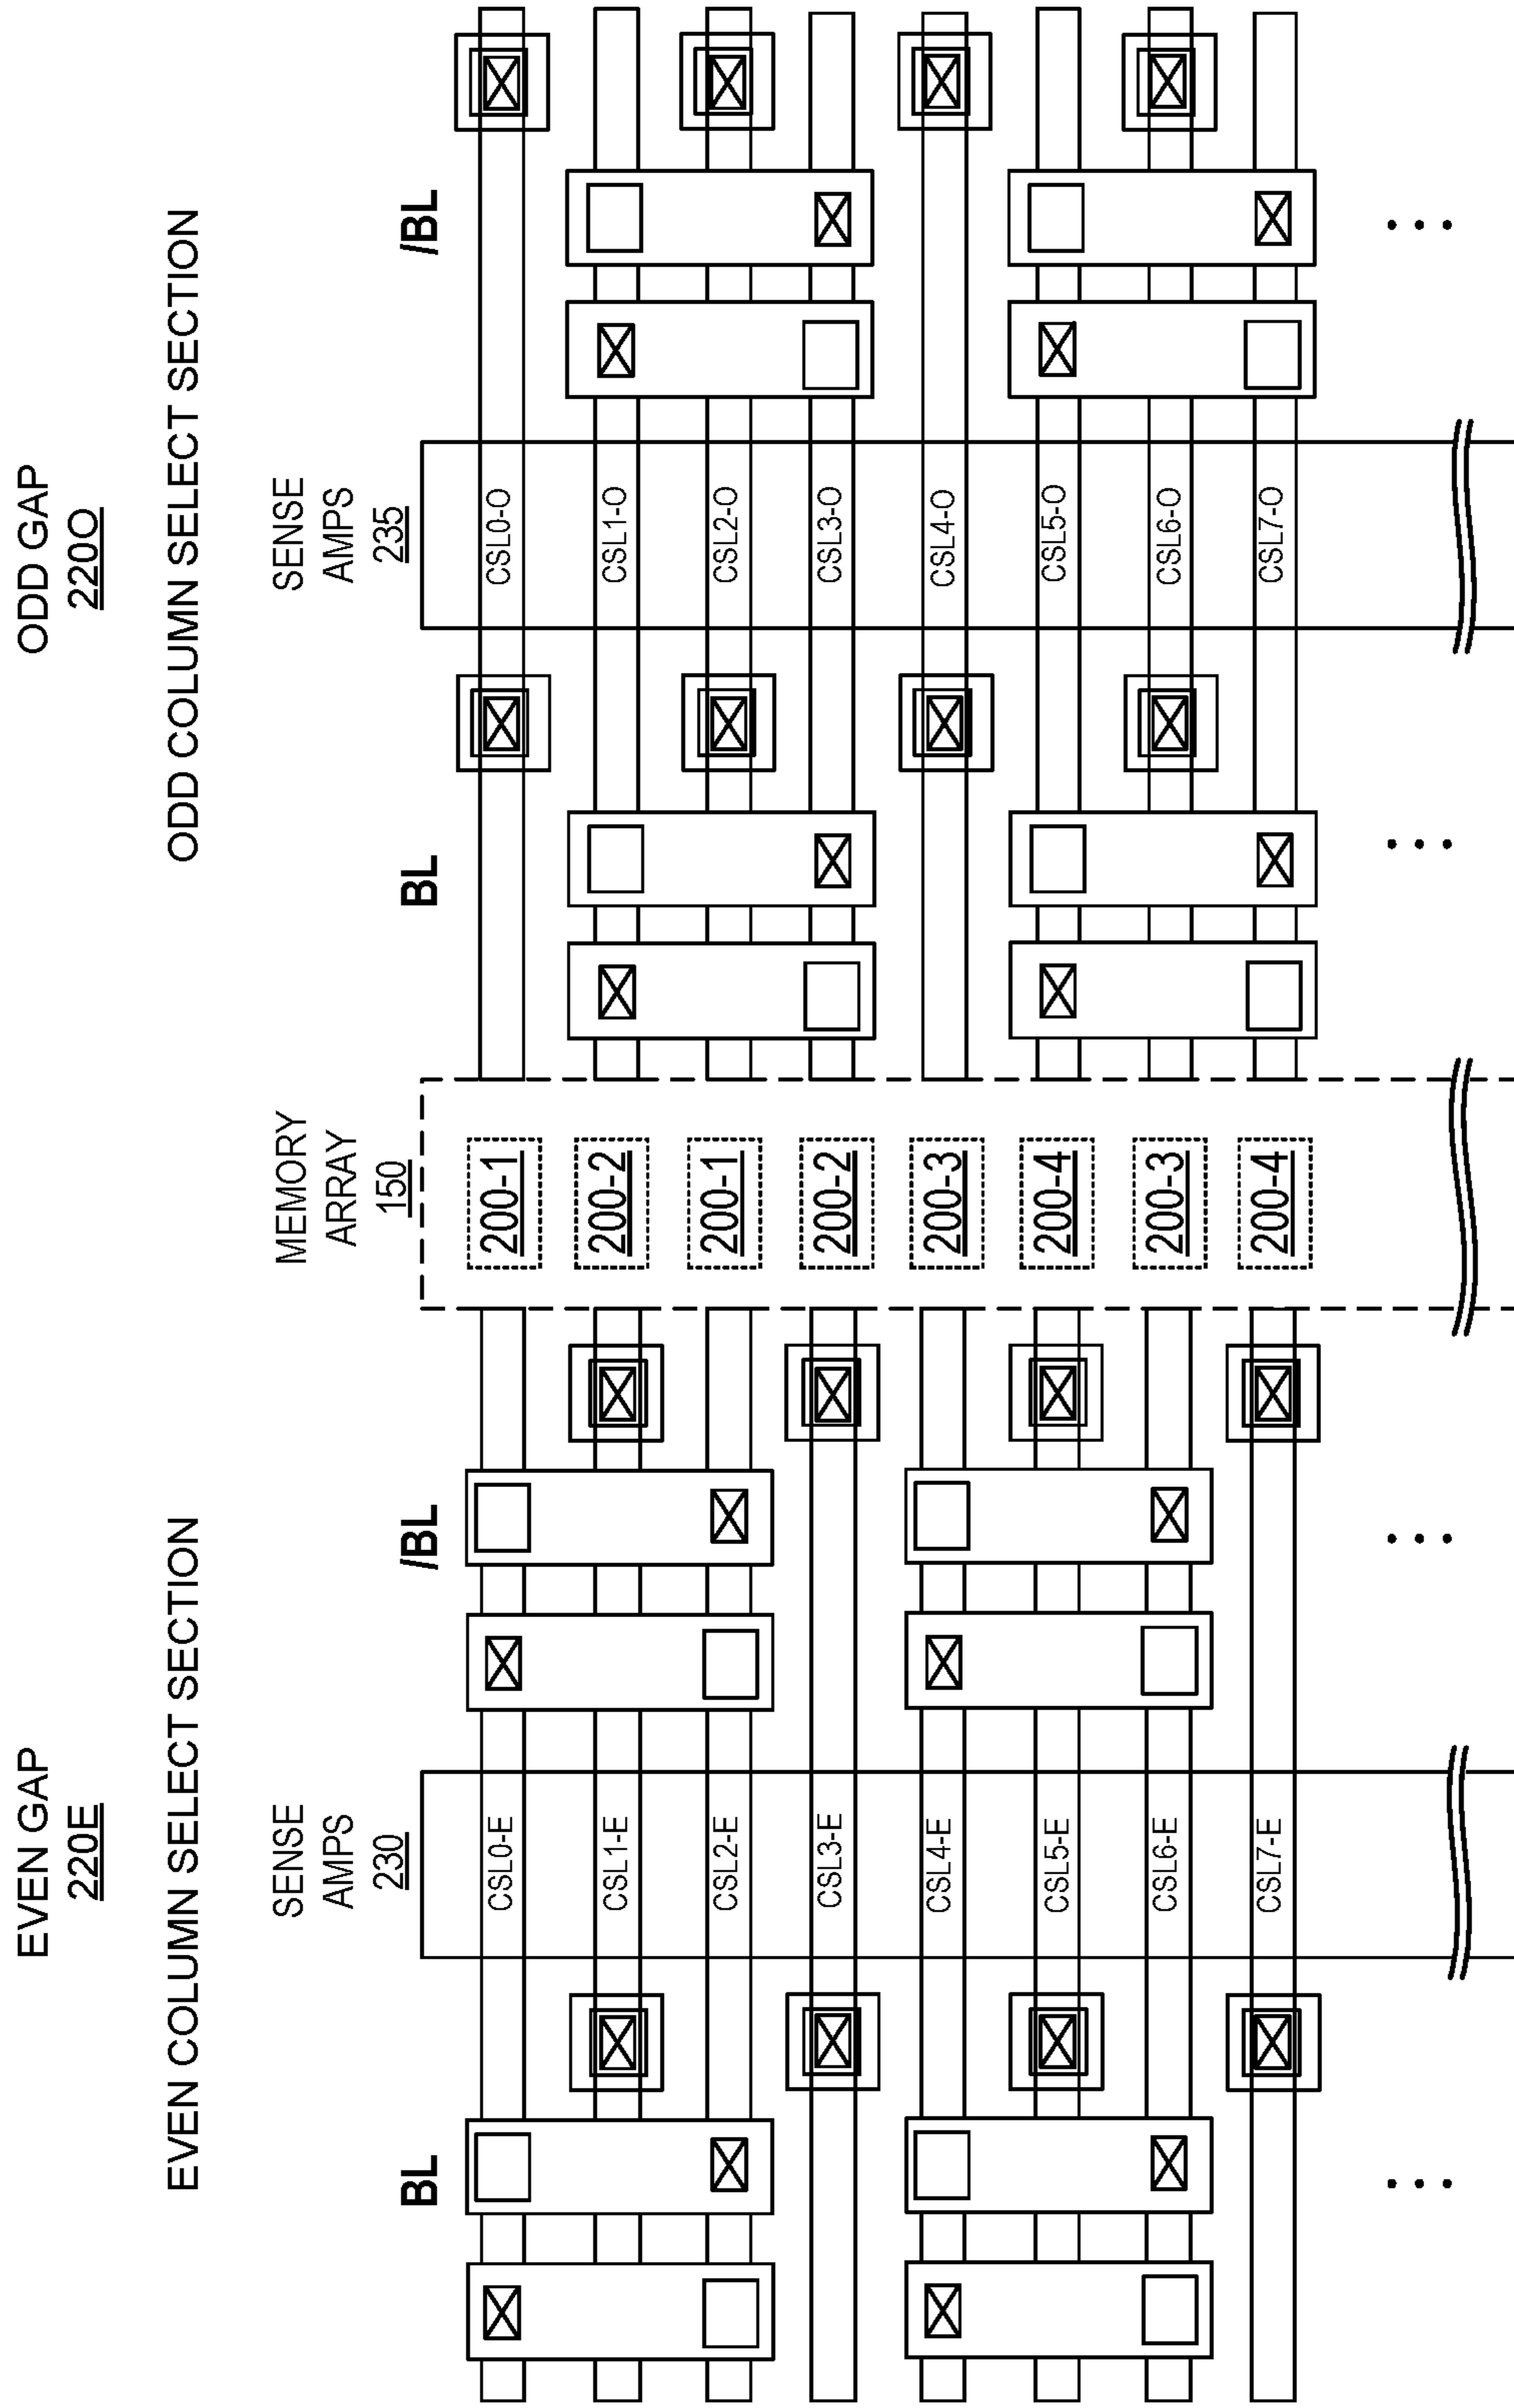 EVEN GAP
220E
ODD GAP
220O
EVEN COLUMN SELECT SECTION
ODD COLUMN SELECT SECTION
SENSE
AMPS
230
MEMORY
ARRAY
150
SENSE
AMPS
235
BL
/BL
BL
/BL
CSL0-E
200-1
CSL0-O
CSL1-E
200-2
CSL1-O
CSL2-E
200-1
CSL2-O
CSL3-E
200-2
CSL3-O
CSL4-E
200-3
CSL4-O
CSL5-E
200-4
CSL5-O
CSL6-E
200-3
CSL6-O
CSL7-E
200-4
CSL7-O